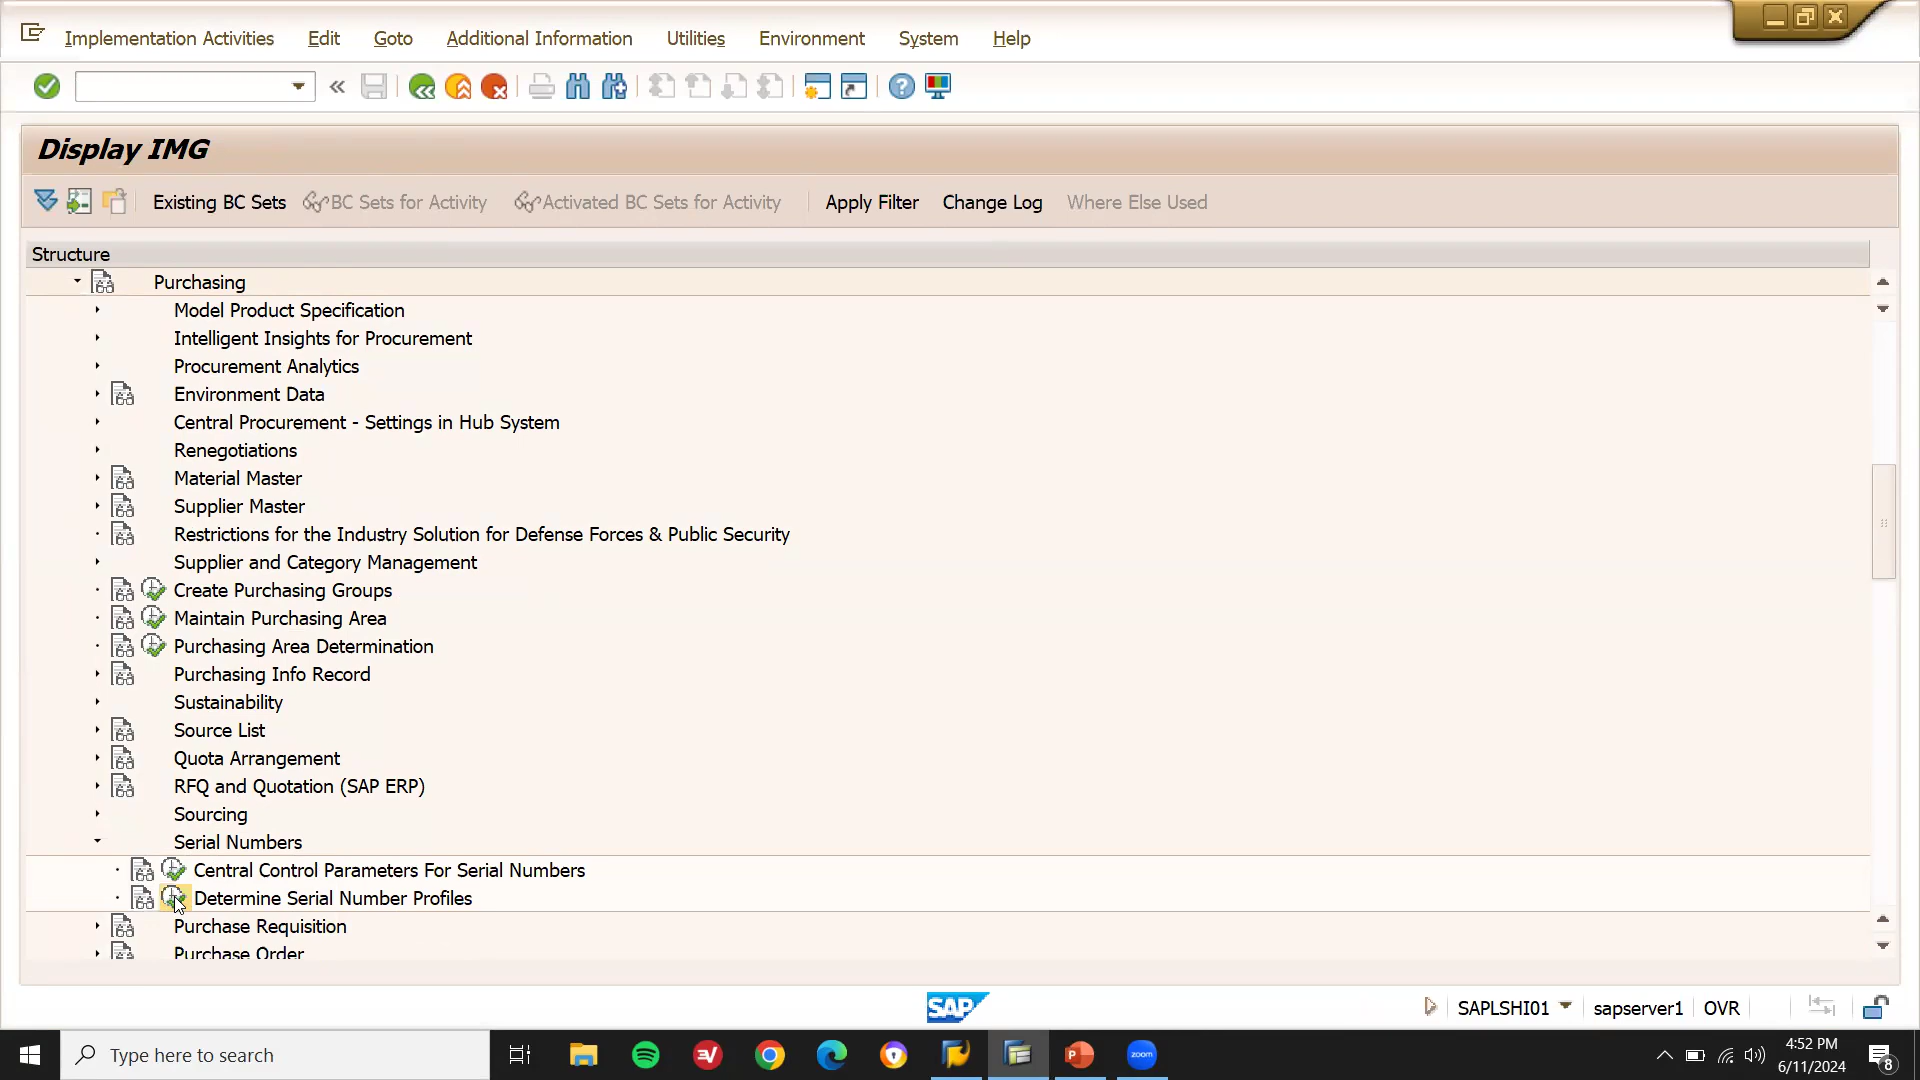 Implementation Activities Edit Goto Additional Information Utilities Environment System Help
Display IMG
Existing BC Sets BC Sets for Activity Activated BC Sets for Activity Apply Filter Change Log Where Else Used
Structure
Purchasing
Model Product Specification
Intelligent Insights for Procurement
Procurement Analytics
Environment Data
Central Procurement - Settings in Hub System
Renegotiations
Material Master
Supplier Master
Restrictions for the Industry Solution for Defense Forces & Public Security
Supplier and Category Management
Create Purchasing Groups
Maintain Purchasing Area
Purchasing Area Determination
Purchasing Info Record
Sustainability
Source List
Quota Arrangement
RFQ and Quotation (SAP ERP)
Sourcing
Serial Numbers
Central Control Parameters For Serial Numbers
Determine Serial Number Profiles
Purchase Requisition
Purchase Order
SAP SAPLSHI01 sapserver1 OVR
Type here to search zoom 4:52 PM
6/11/2024 8